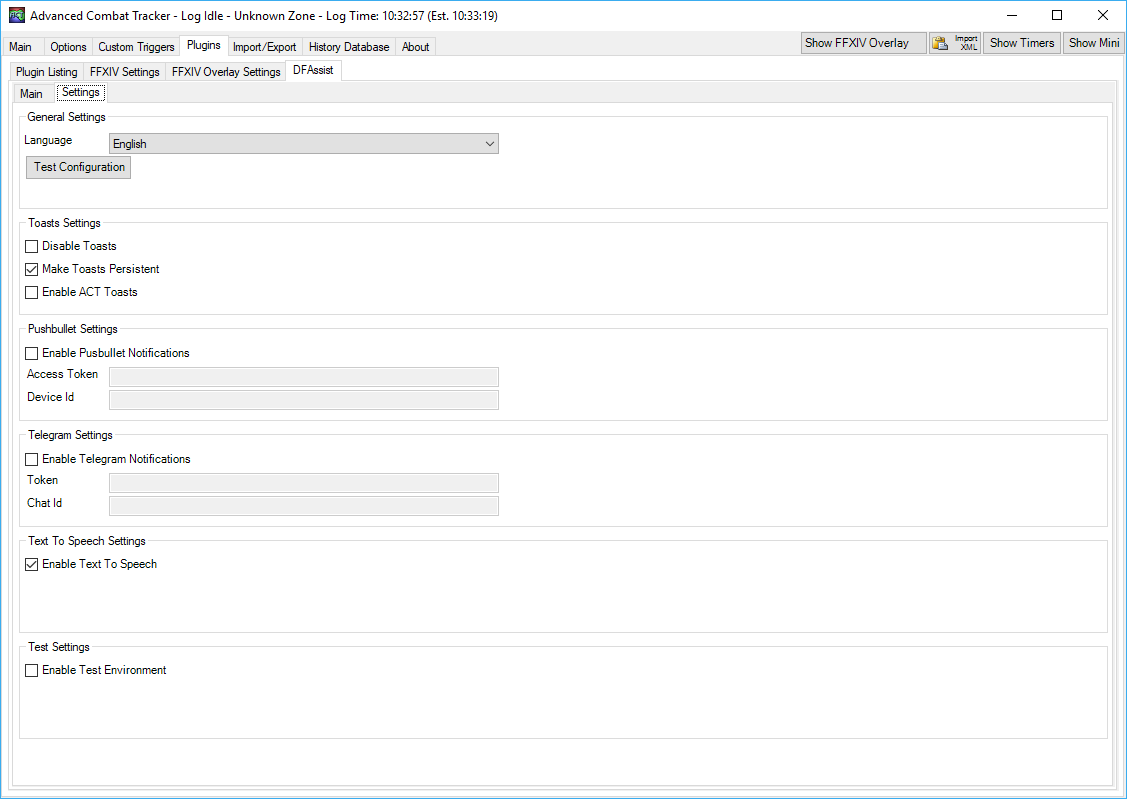 Advanced Combat Tracker - Log Idle - Unknown Zone - Log Time: 10:32:57 (Est. 10:33:19)
Main Options Custom Triggers Plugins Import/Export History Database About Show FFXIV Overlay Import XML Show Timers Show Mini
Plugin Listing FFXIV Settings FFXIV Overlay Settings DFAssist
Main Settings
General Settings
Language English
Test Configuration
Toasts Settings
Disable Toasts
Make Toasts Persistent
Enable ACT Toasts
Pushbullet Settings
Enable Pusbullet Notifications
Access Token
Device Id
Telegram Settings
Enable Telegram Notifications
Token
Chat Id
Text To Speech Settings
Enable Text To Speech
Test Settings
Enable Test Environment